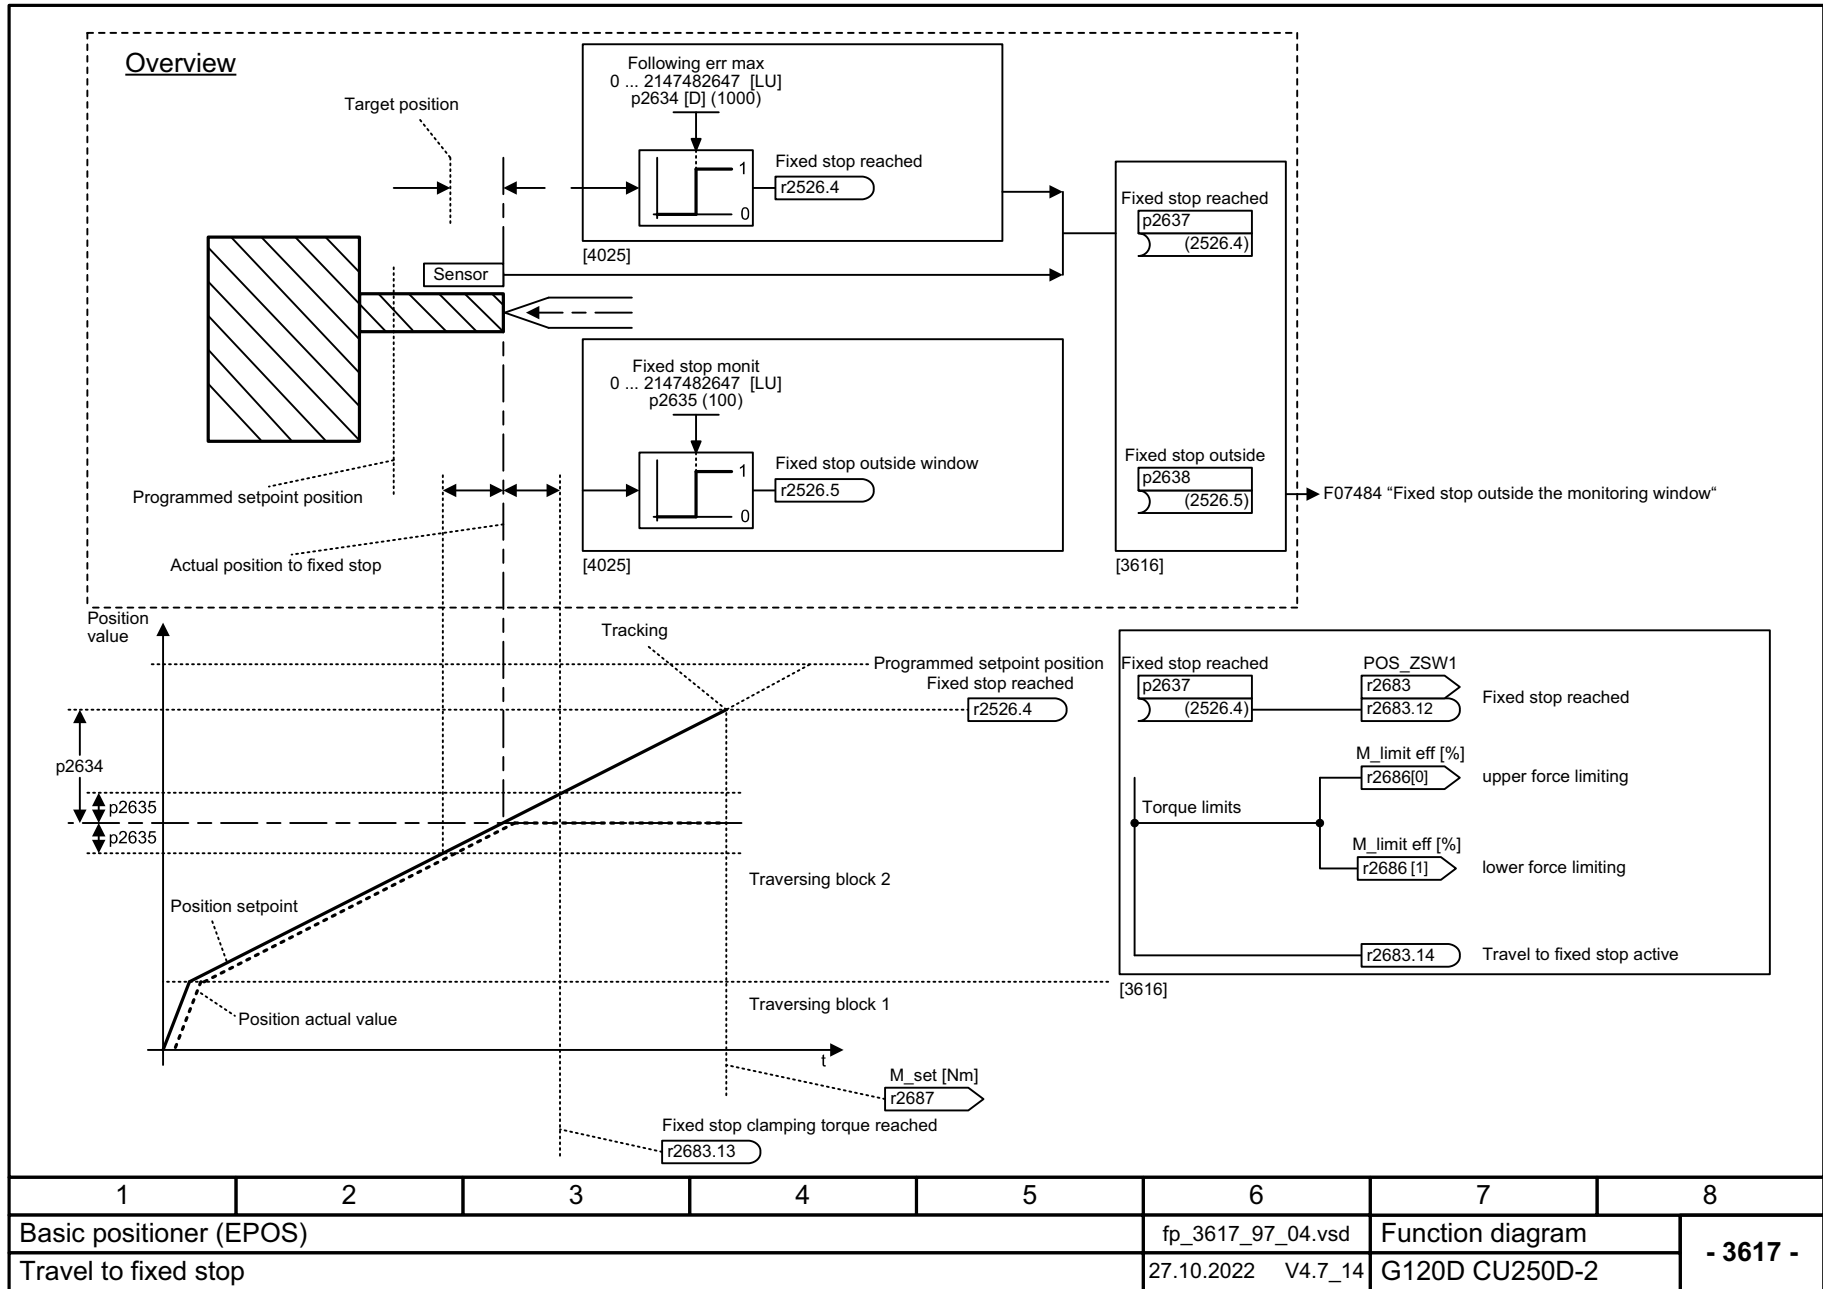 Overview
Target position
Following err max
0 ... 2147482647 [LU]
p2634 [D] (1000)
1
0
Fixed stop reached
r2526.4
[4025]
Sensor
Fixed stop monit
0 ... 2147482647 [LU]
p2635 (100)
1
0
Fixed stop outside window
r2526.5
[4025]
Programmed setpoint position
Actual position to fixed stop
Fixed stop reached
p2637
(2526.4)
Fixed stop outside
p2638
(2526.5)
[3616]
F07484 “Fixed stop outside the monitoring window“
Position
value
Tracking
Programmed setpoint position
Fixed stop reached
r2526.4
p2634
p2635
p2635
Traversing block 2
Position setpoint
Traversing block 1
Position actual value
t
M_set [Nm]
r2687
Fixed stop clamping torque reached
r2683.13
Fixed stop reached
p2637
(2526.4)
POS_ZSW1
r2683
r2683.12
Fixed stop reached
M_limit eff [%]
r2686[0]
upper force limiting
Torque limits
M_limit eff [%]
r2686 [1]
lower force limiting
r2683.14
Travel to fixed stop active
[3616]
1 2 3 4 5 6 7 8
Basic positioner (EPOS)
fp_3617_97_04.vsd
Function diagram
- 3617 -
Travel to fixed stop
27.10.2022 V4.7_14
G120D CU250D-2